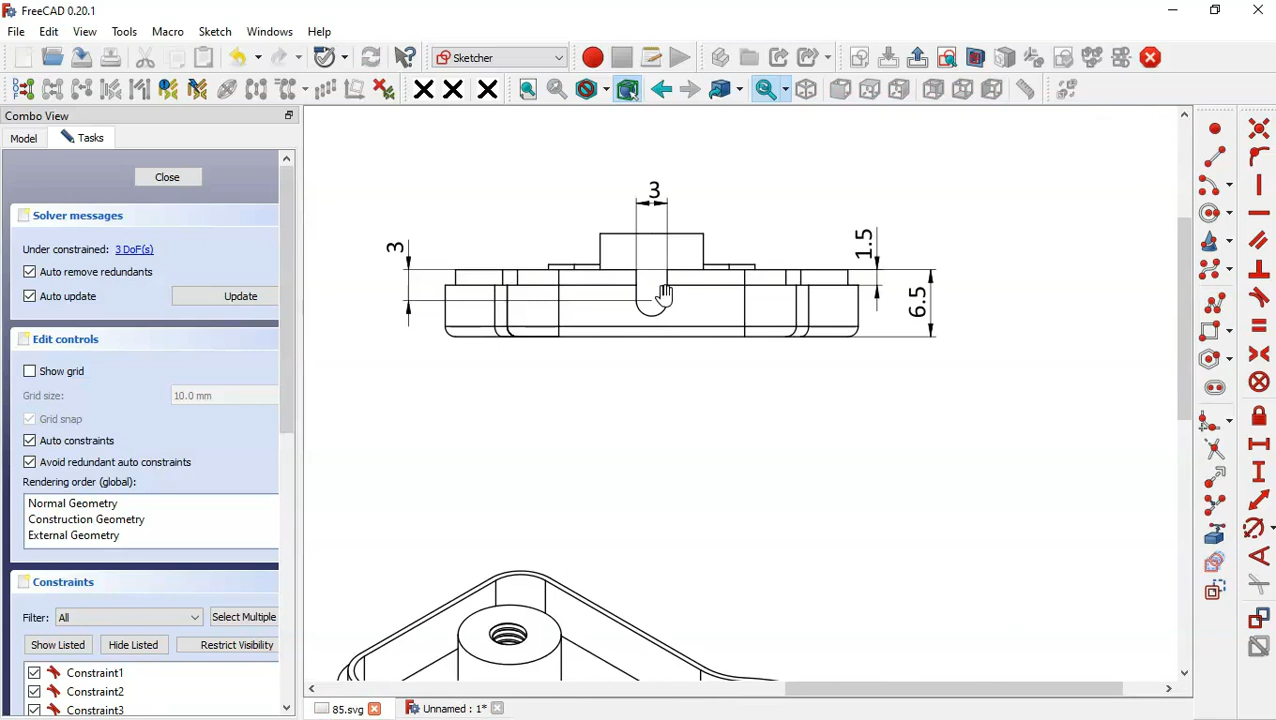 FreeCAD 0.20.1
File Edit View Tools Macro Sketch Windows Help
Sketcher
Combo View
Model Tasks
Close
Solver messages
Under constrained: 3 DoF(s)
Auto remove redundants
Auto update Update
Edit controls
Show grid
Grid size: 10.0 mm
Grid snap
Auto constraints
Avoid redundant auto constraints
Rendering order (global):
Normal Geometry
Construction Geometry
External Geometry
Constraints
Filter: All Select Multiple
Show Listed Hide Listed Restrict Visibility
Constraint1
Constraint2
Constraint3
3
3
1.5
6.5
85.svg Unnamed : 1*